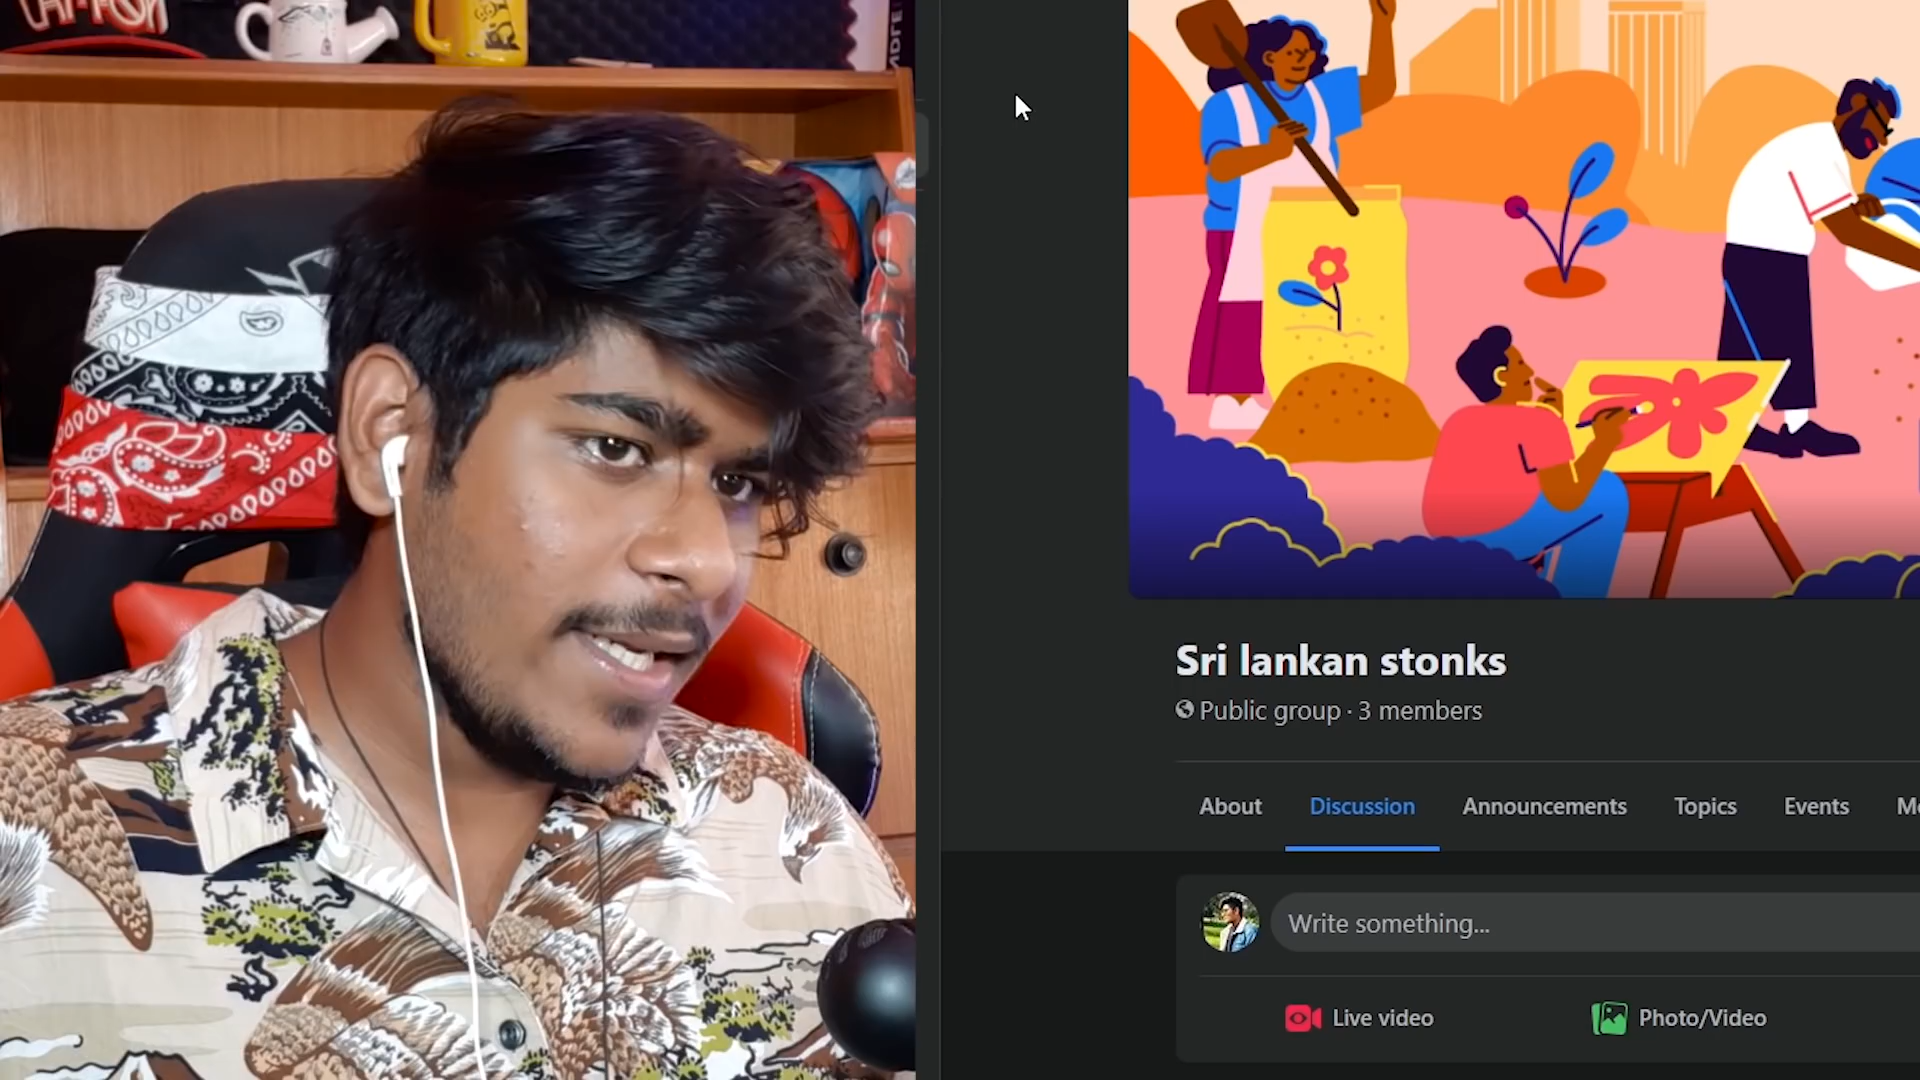 Sri lankan stonks
Public group · 3 members
About Discussion Announcements Topics Events
Write something...
Live video Photo/Video